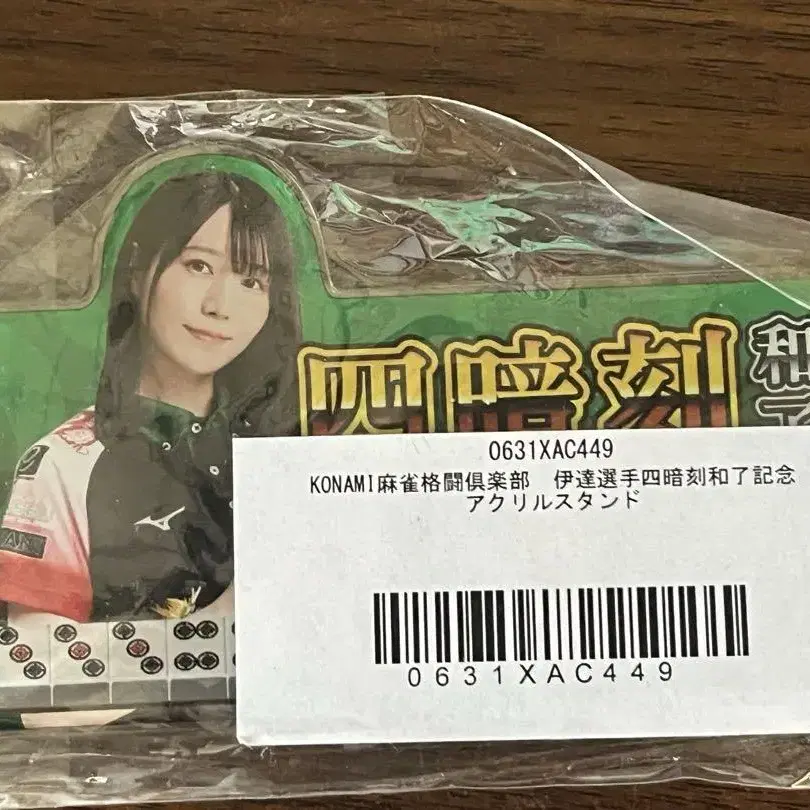 四暗刻
和了
0631XAC449
KONAMI麻雀格闘倶楽部　伊達選手四暗刻和了記念
アクリルスタンド
0631XAC449